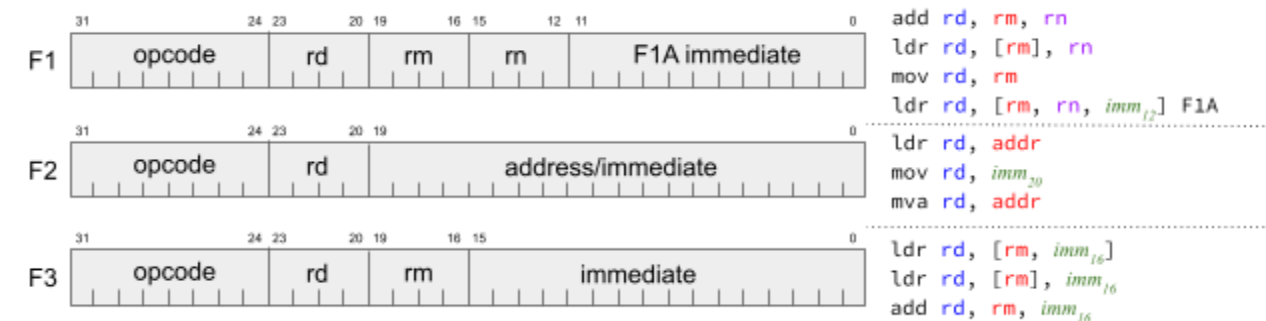 31 24 23 20 19 16 15 12 11 0
F1 opcode rd rm rn F1A immediate
add rd, rm, rn
ldr rd, [rm], rn
mov rd, rm
ldr rd, [rm, rn, imm12] F1A
31 24 23 20 19 0
F2 opcode rd address/immediate
ldr rd, addr
mov rd, imm20
mva rd, addr
31 24 23 20 19 16 15 0
F3 opcode rd rm immediate
ldr rd, [rm, imm16]
ldr rd, [rm], imm16
add rd, rm, imm16